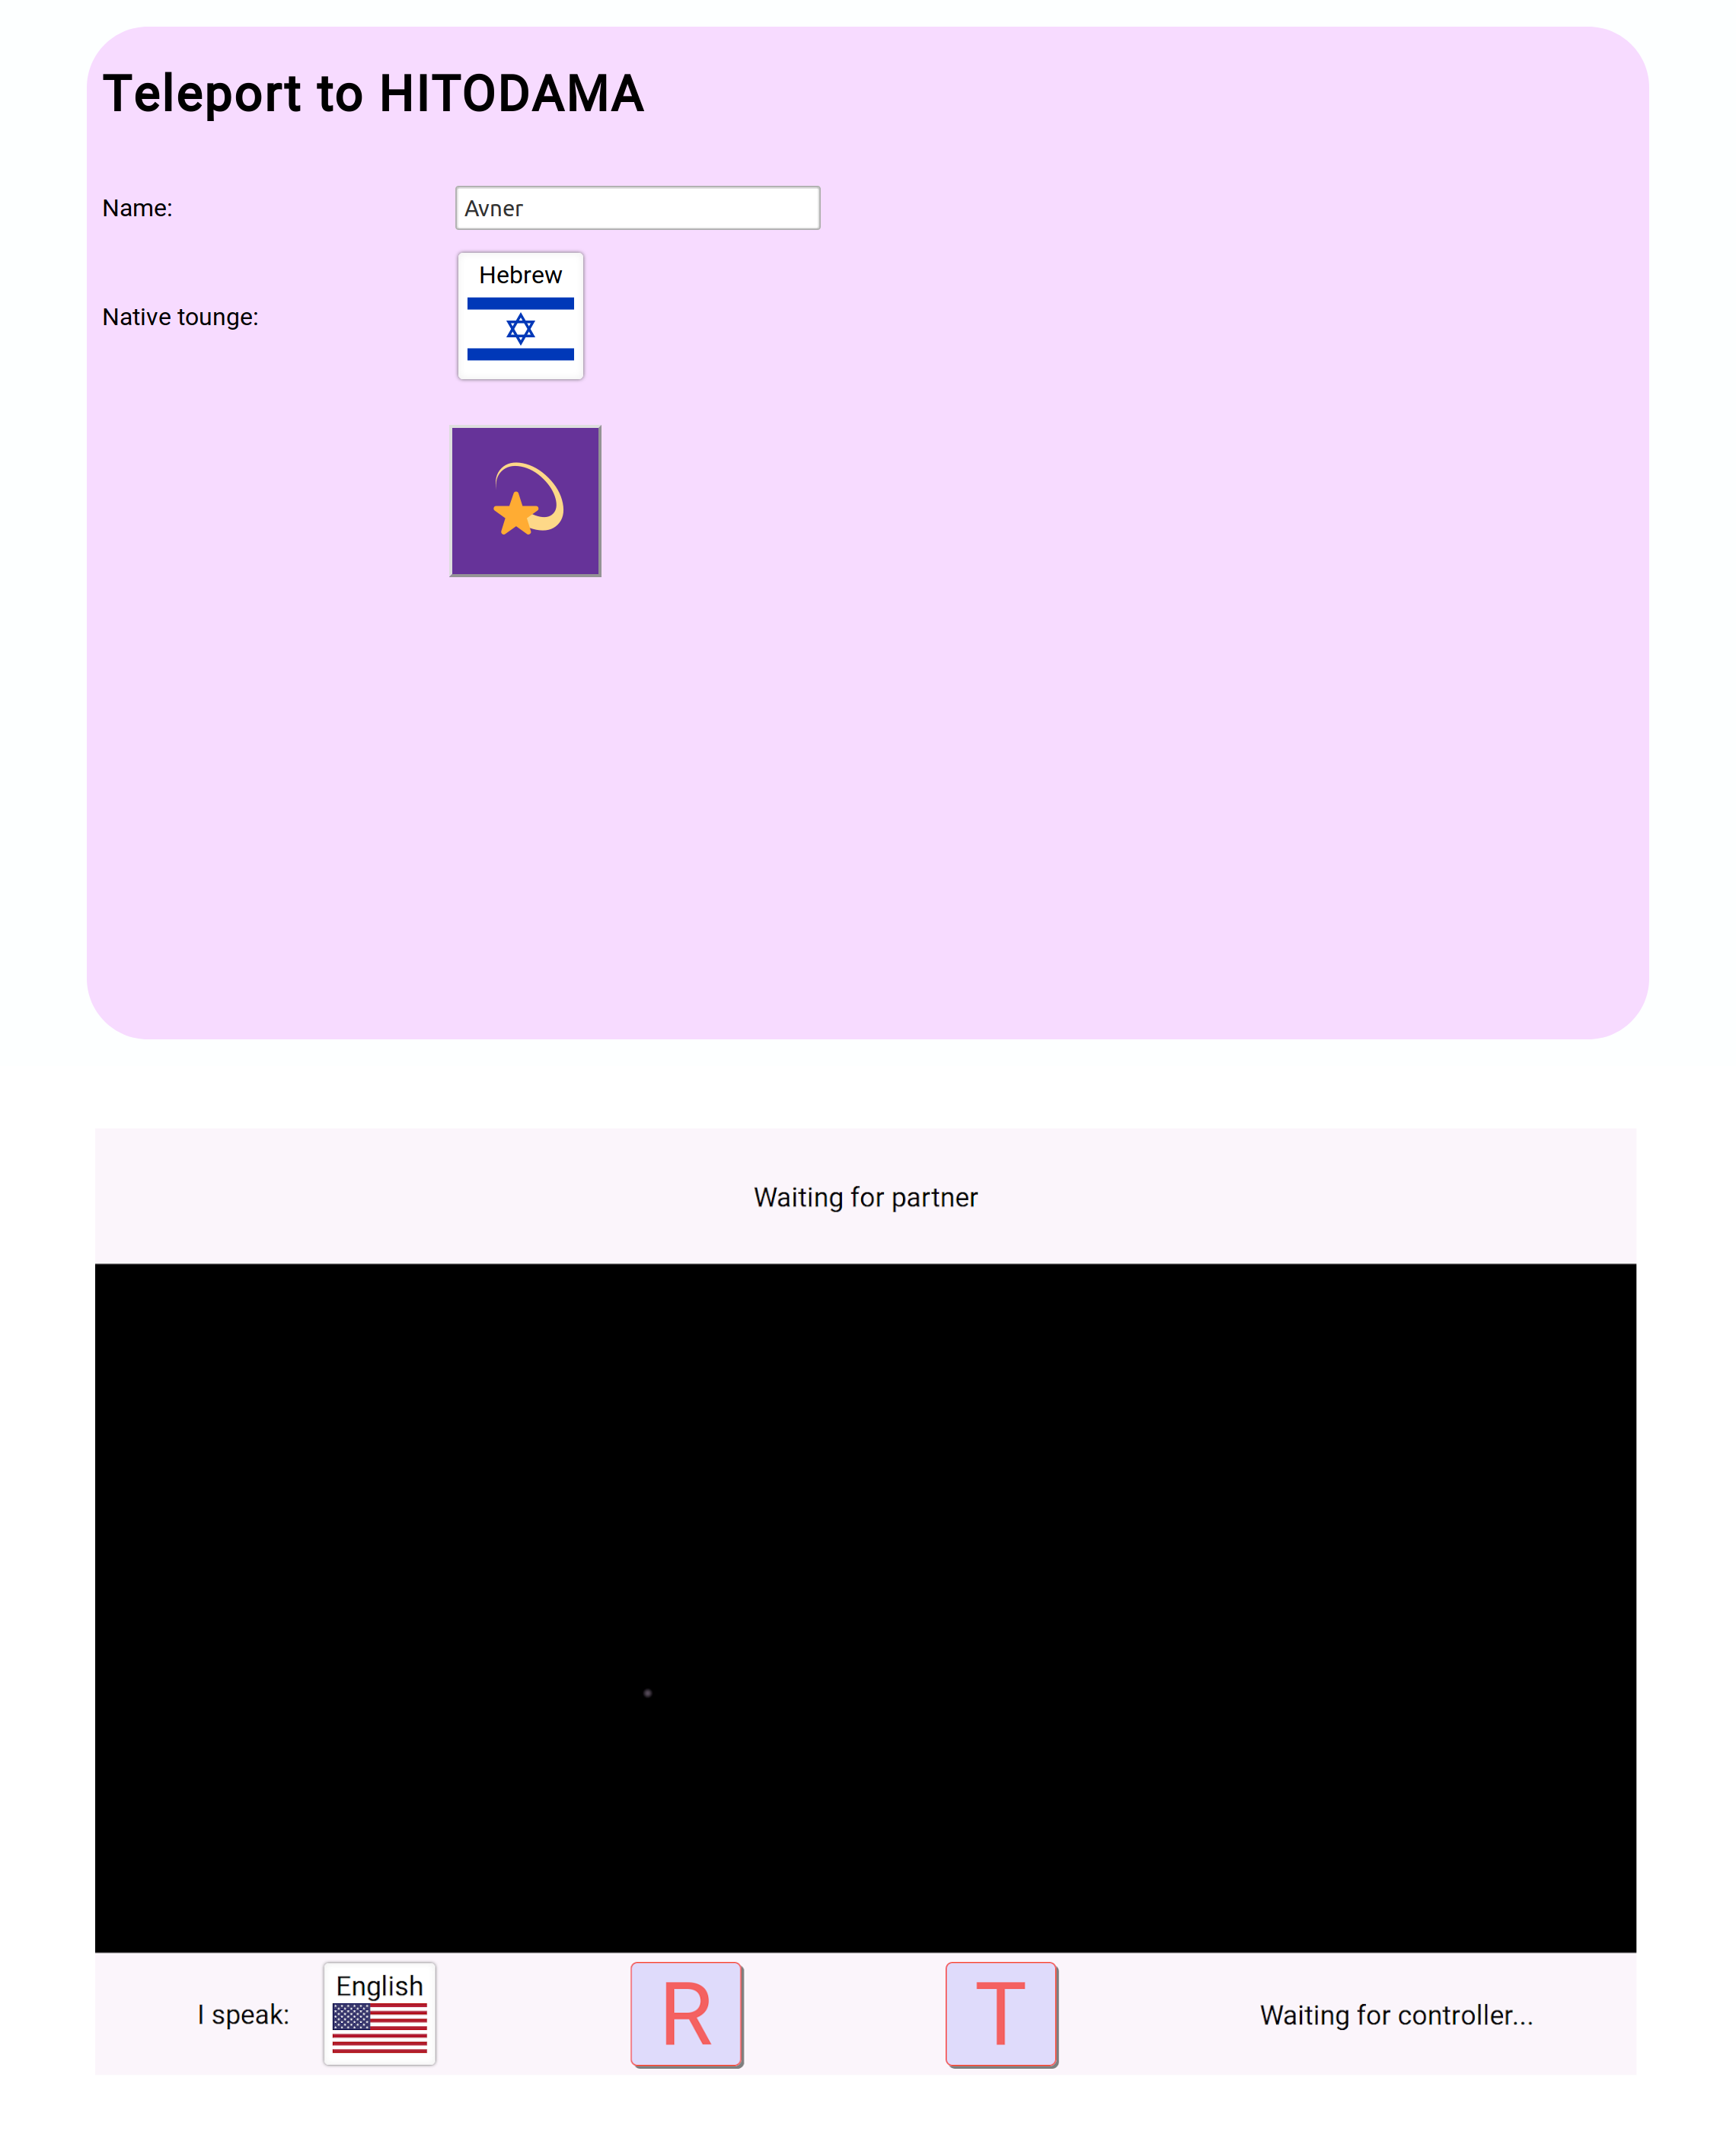 Teleport to HITODAMA
Name:
Avner
Hebrew
Native tounge:
Waiting for partner
I speak:
English
R
T
Waiting for controller...